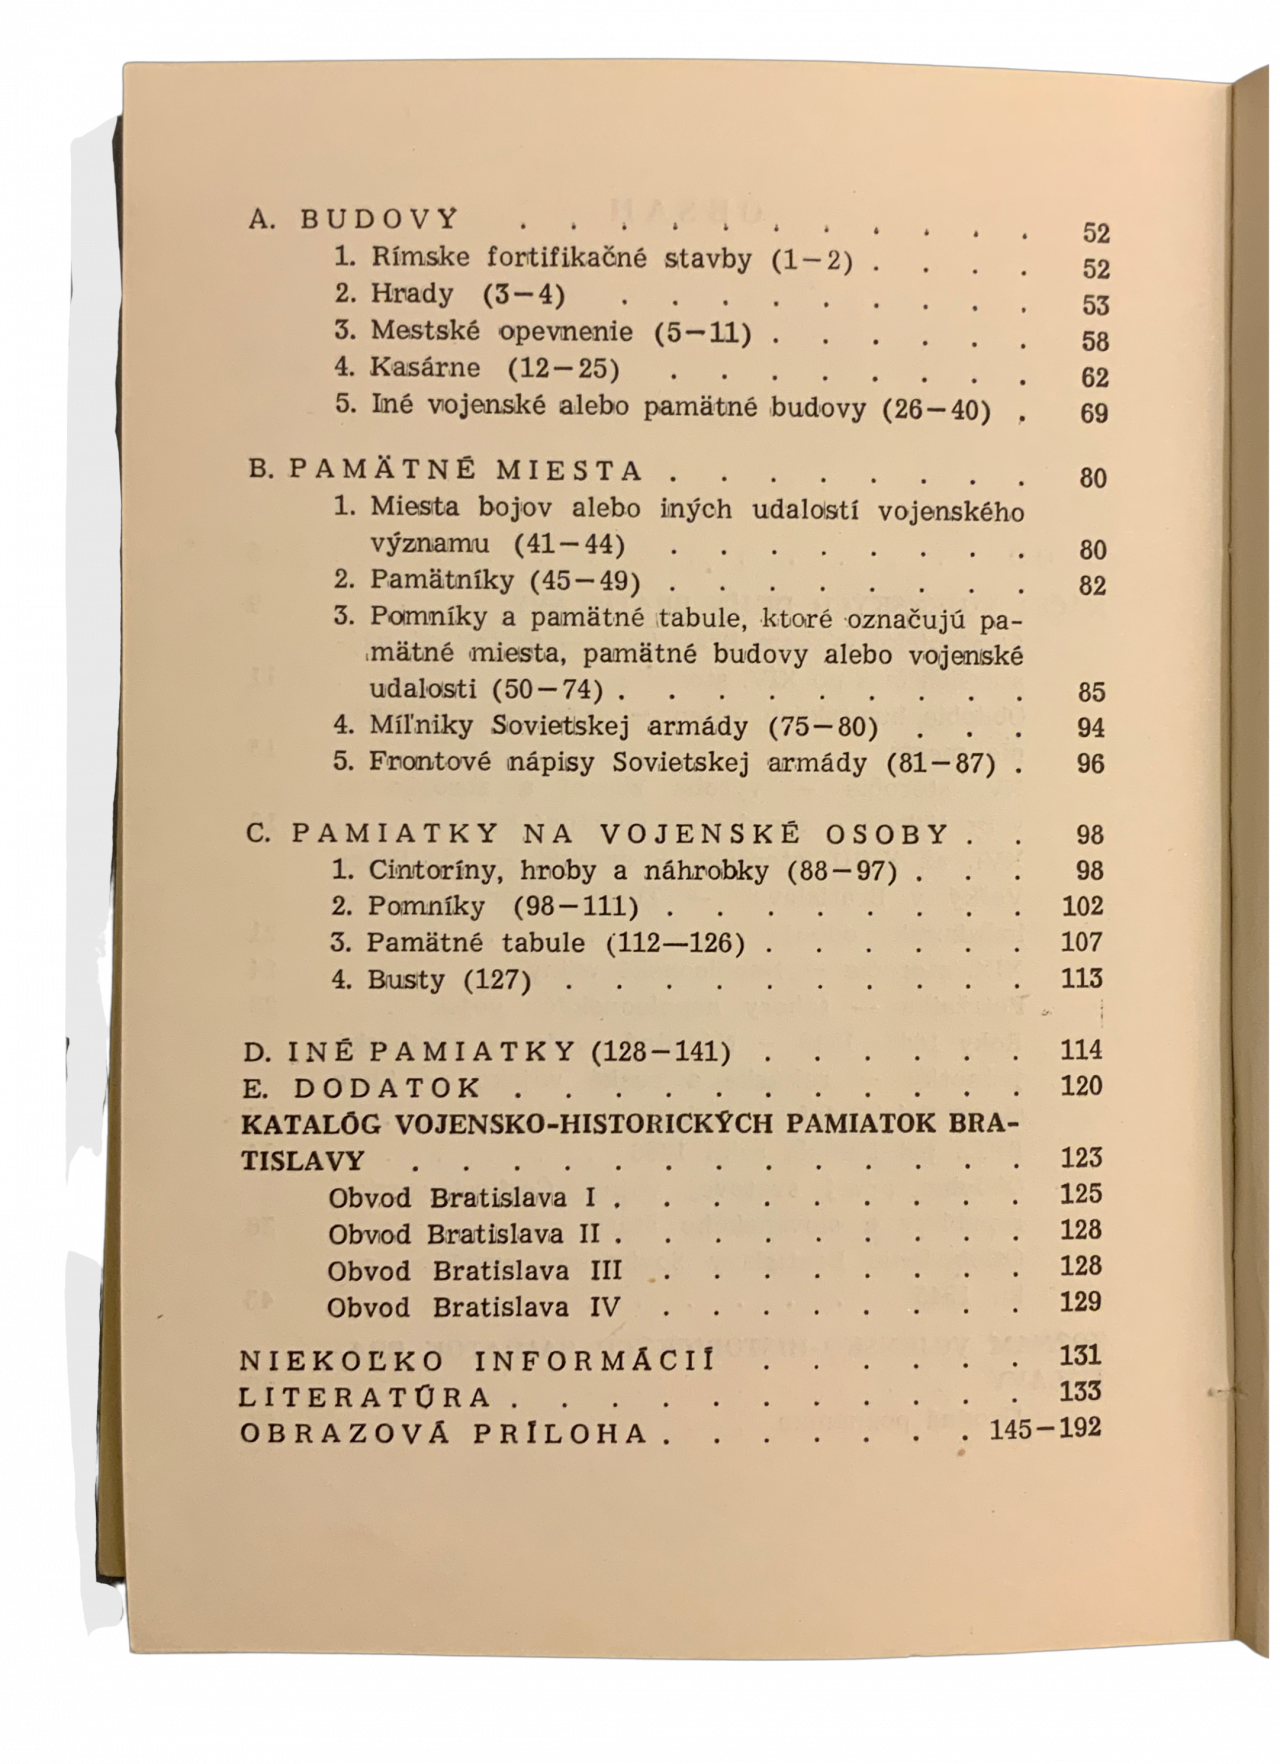 A. BUDOVY . . . . . . . . . . . 52
1. Rímske fortifikačné stavby (1—2) . . . . 52
2. Hrady (3—4) . . . . . . . . . 53
3. Mestské opevnenie (5—11) . . . . . . 58
4. Kasárne (12—25) . . . . . . . . 62
5. Iné vojenské alebo pamätné budovy (26—40) . 69
B. PAMÄTNÉ MIESTA . . . . . . . . 80
1. Miesta bojov alebo iných udalostí vojenského
významu (41—44) . . . . . . . . 80
2. Pamätníky (45—49) . . . . . . . . 82
3. Pomníky a pamätné tabule, ktoré označujú pa-
mätné miesta, pamätné budovy alebo vojenské
udalosti (50—74) . . . . . . . . . 85
4. Míľniky Sovietskej armády (75—80) . . . 94
5. Frontové nápisy Sovietskej armády (81—87) . 96
C. PAMIATKY NA VOJENSKÉ OSOBY . . 98
1. Cintoríny, hroby a náhrobky (88—97) . . . 98
2. Pomníky (98—111) . . . . . . . . 102
3. Pamätné tabule (112—126) . . . . . . 107
4. Busty (127) . . . . . . . . . . 113
D. INÉ PAMIATKY (128—141) . . . . . . 114
E. DODATOK . . . . . . . . . . . 120
KATALÓG VOJENSKO-HISTORICKÝCH PAMIATOK BRA-
TISLAVY . . . . . . . . . . . . . 123
Obvod Bratislava I . . . . . . . . . 125
Obvod Bratislava II . . . . . . . . . 128
Obvod Bratislava III . . . . . . . . 128
Obvod Bratislava IV . . . . . . . . 129
NIEKOĽKO INFORMÁCIÍ . . . . . . 131
LITERATÚRA . . . . . . . . . . . 133
OBRAZOVÁ PRÍLOHA . . . . . . . 145—192